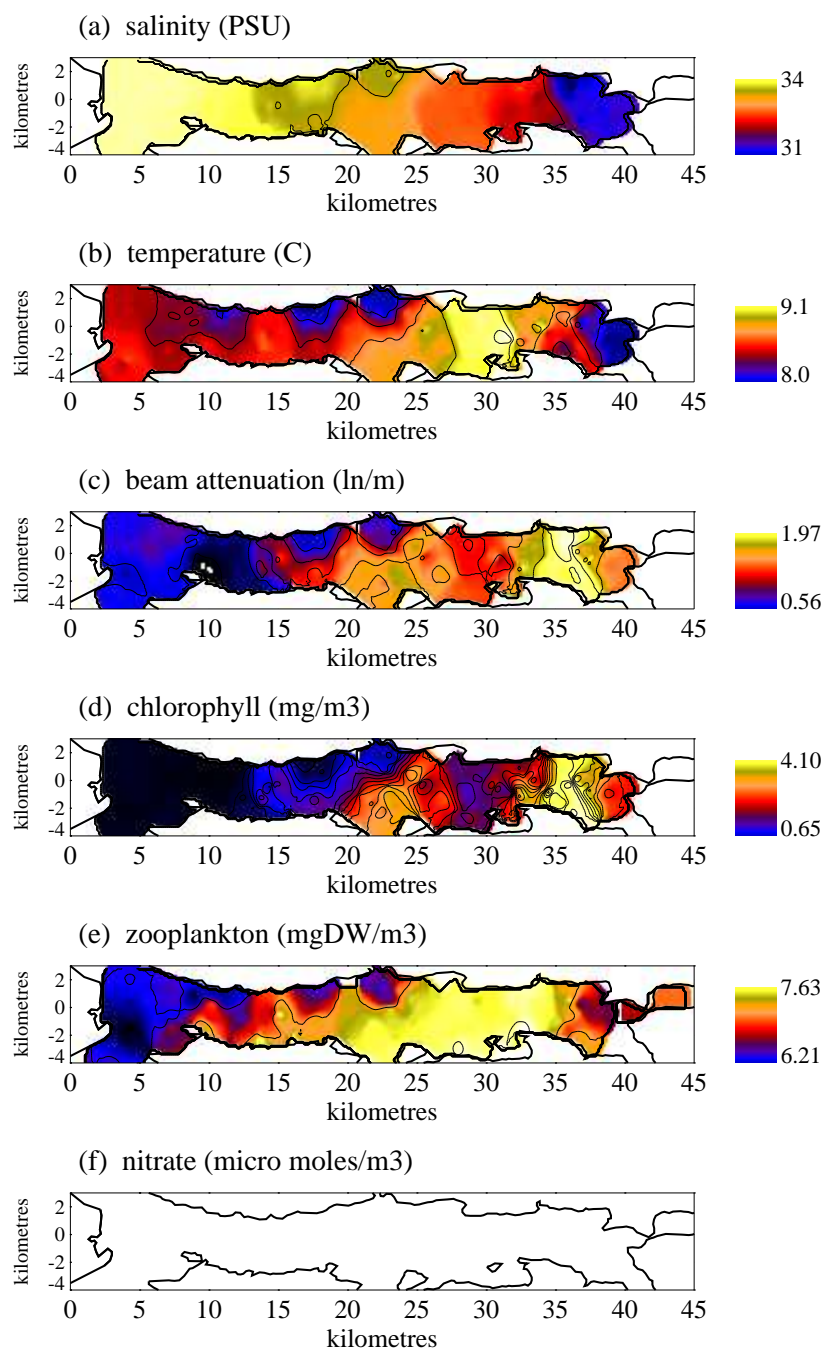 (a) salinity (PSU)
kilometres
2
0
-2
-4
0 5 10 15 20 25 30 35 40 45
kilometres
34
31
(b) temperature (C)
kilometres
2
0
-2
-4
0 5 10 15 20 25 30 35 40 45
kilometres
9.1
8.0
(c) beam attenuation (ln/m)
kilometres
2
0
-2
-4
0 5 10 15 20 25 30 35 40 45
kilometres
1.97
0.56
(d) chlorophyll (mg/m3)
kilometres
2
0
-2
-4
0 5 10 15 20 25 30 35 40 45
kilometres
4.10
0.65
(e) zooplankton (mgDW/m3)
kilometres
2
0
-2
-4
0 5 10 15 20 25 30 35 40 45
kilometres
7.63
6.21
(f) nitrate (micro moles/m3)
kilometres
2
0
-2
-4
0 5 10 15 20 25 30 35 40 45
kilometres